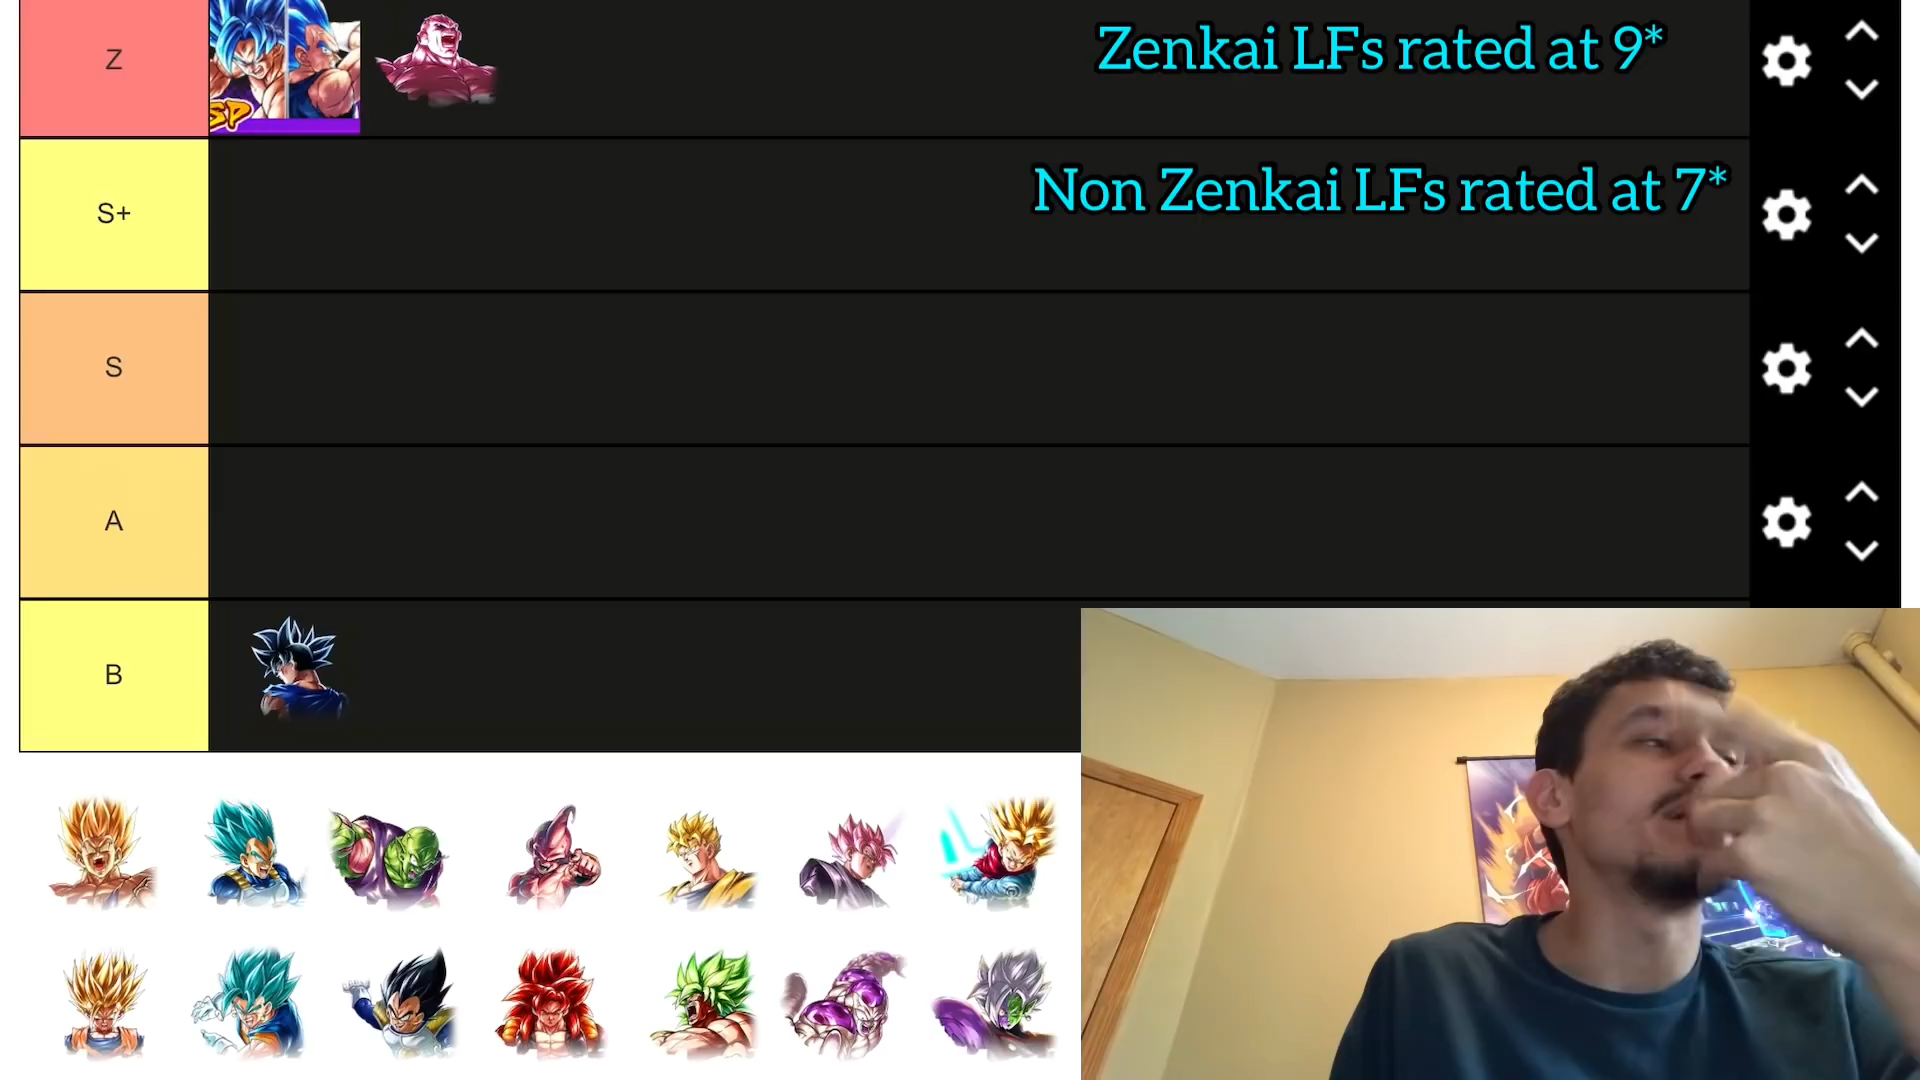 Z
SP
Zenkai LFs rated at 9*
S+
Non Zenkai LFs rated at 7*
S
A
B